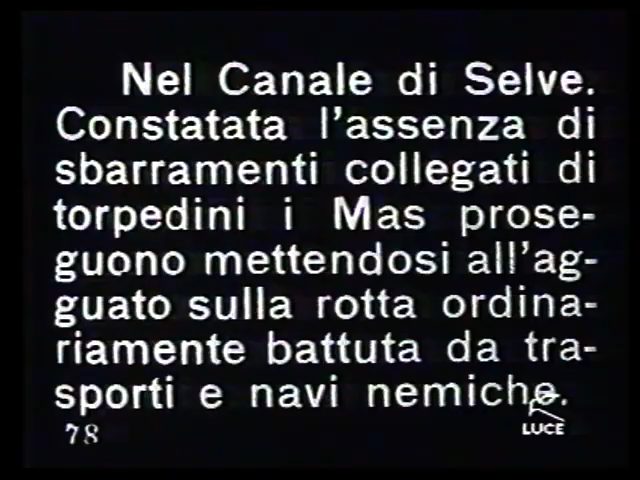 Nel Canale di Selve.
Constatata l'assenza di
sbarramenti collegati di
torpedini i Mas prose-
guono mettendosi all'ag-
guato sulla rotta ordina-
riamente battuta da tra-
sporti e navi nemiche.
78
LUCE